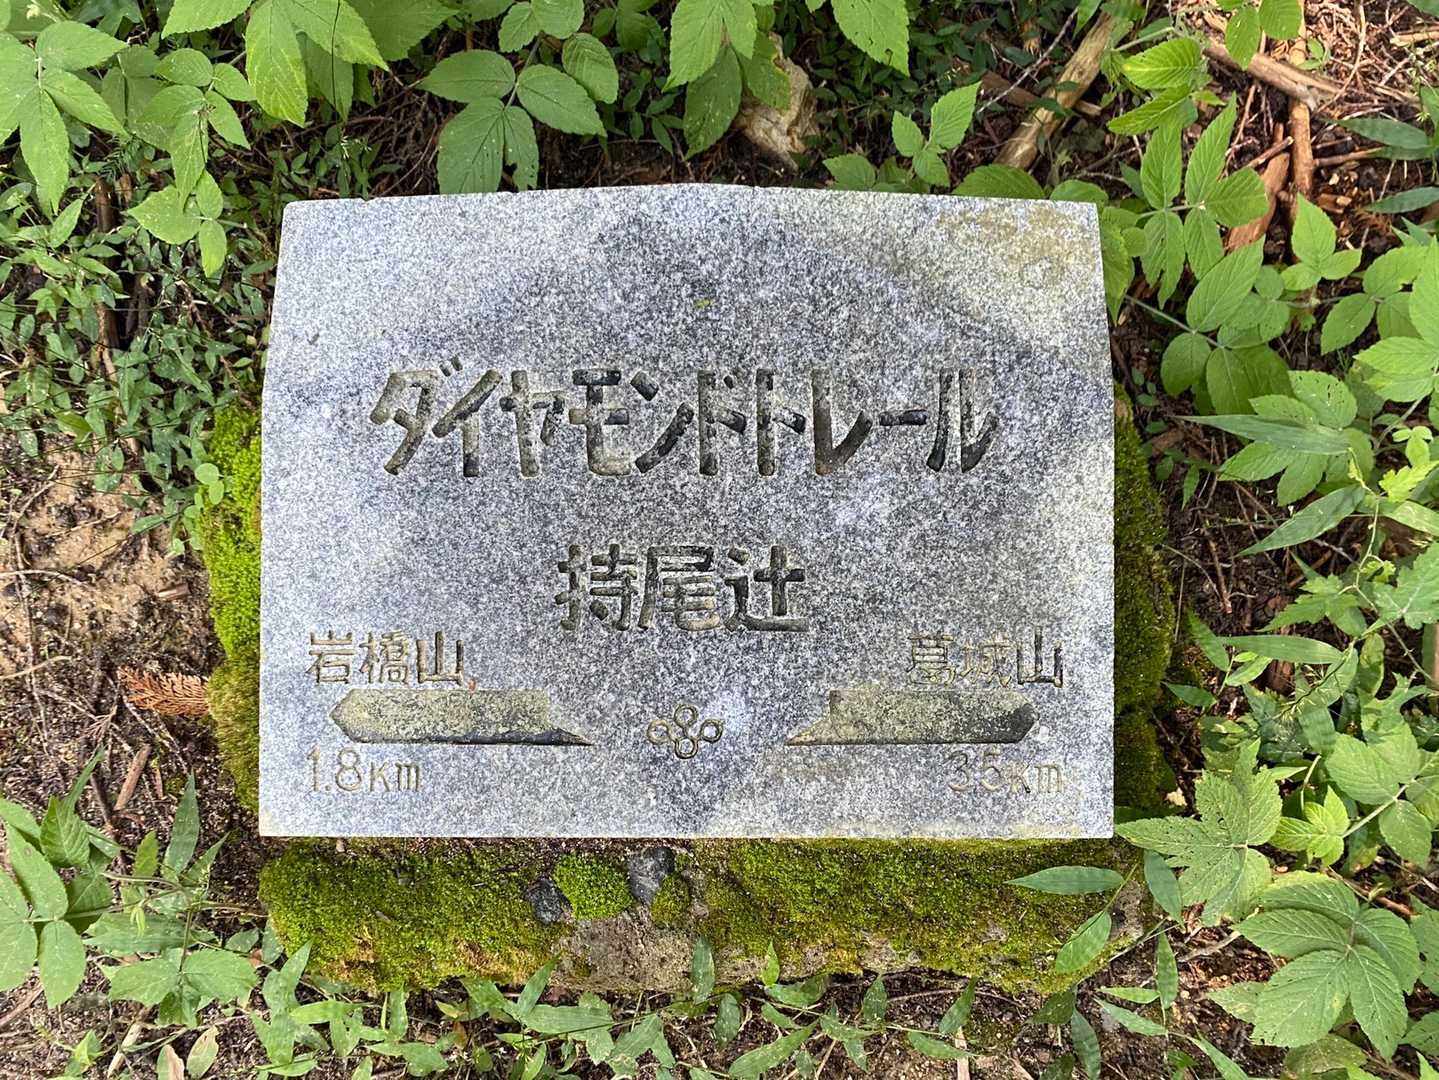 ダイヤモンドトレール
持尾辻
岩橋山 葛城山
1.8Km 3.5Km